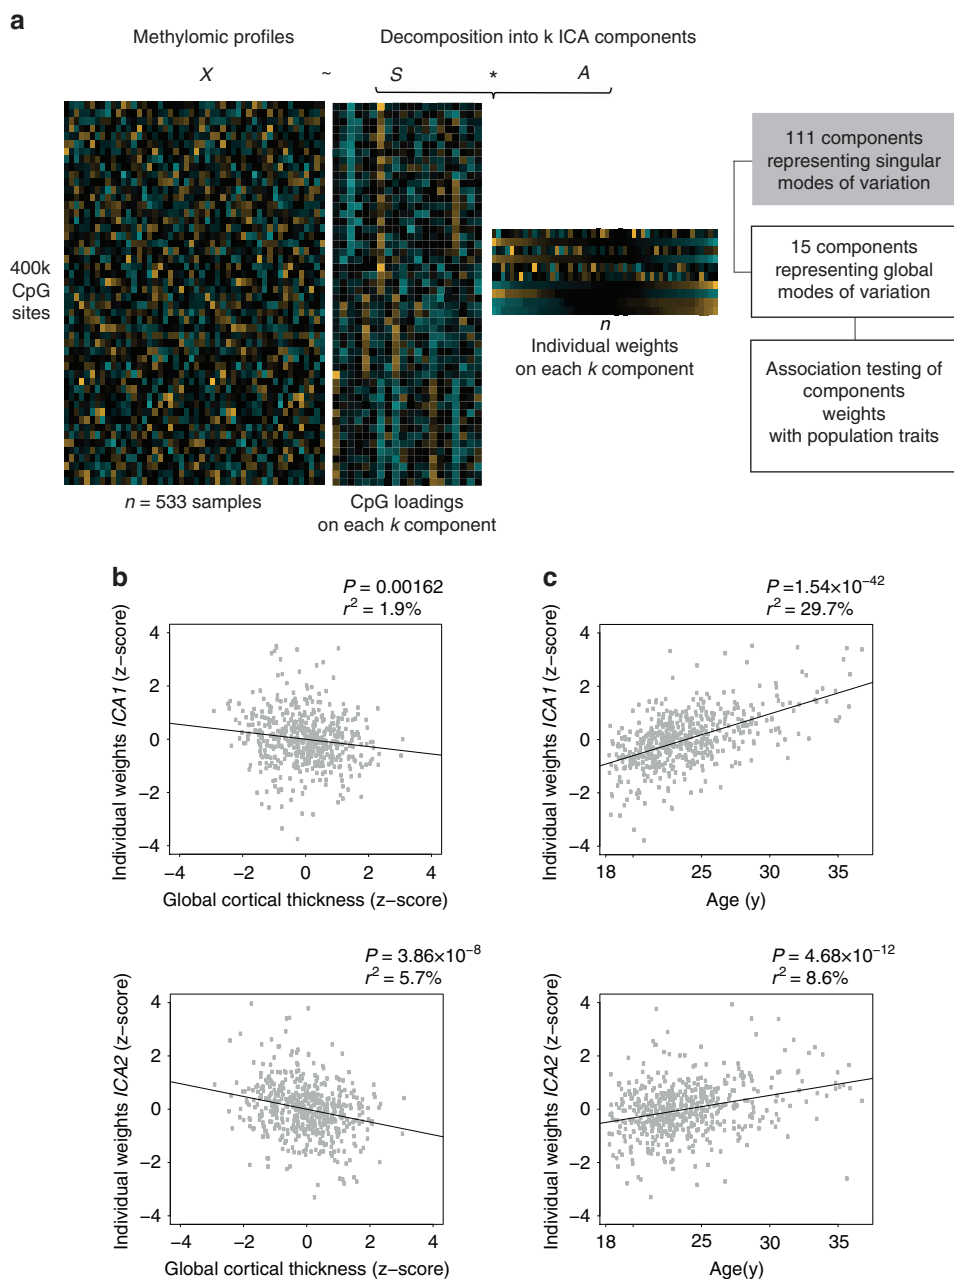 a
Methylomic profiles
Decomposition into k ICA components
X ~ S * A
400k
CpG
sites
n = 533 samples
CpG loadings
on each k component
n
Individual weights
on each k component
111 components
representing singular
modes of variation
15 components
representing global
modes of variation
Association testing of
components
weights
with population traits
b
P = 0.00162
r² = 1.9%
Individual weights ICA1 (z−score)
4
2
0
−2
−4
−4 −2 0 2 4
Global cortical thickness (z−score)
c
P =1.54×10⁻⁴²
r² = 29.7%
Individual weights ICA1 (z−score)
4
2
0
−2
−4
18 20 25 30 35
Age (y)
P = 3.86×10⁻⁸
r² = 5.7%
Individual weights ICA2 (z−score)
4
2
0
−2
−4
−4 −2 0 2 4
Global cortical thickness (z−score)
P = 4.68×10⁻¹²
r² = 8.6%
Individual weights ICA2 (z−score)
4
2
0
−2
−4
18 20 25 30 35
Age(y)